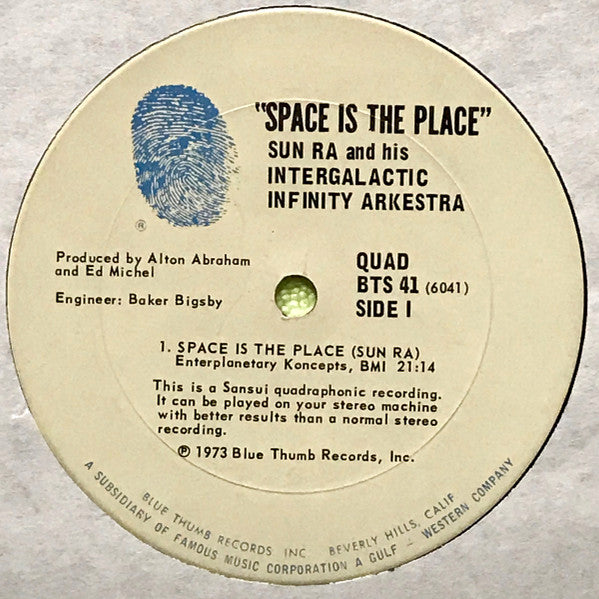 "SPACE IS THE PLACE"
SUN RA and his
INTERGALACTIC
INFINITY ARKESTRA
®
Produced by Alton Abraham
and Ed Michel
Engineer: Baker Bigsby
QUAD
BTS 41 (6041)
SIDE I
1. SPACE IS THE PLACE (SUN RA)
Enterplanetary Koncepts, BMI 21:14
This is a Sansui quadraphonic recording.
It can be played on your stereo machine
with better results than a normal stereo
recording.
℗ 1973 Blue Thumb Records, Inc.
BLUE THUMB RECORDS INC BEVERLY HILLS, CALIF
A SUBSIDIARY OF FAMOUS MUSIC CORPORATION A GULF - WESTERN COMPANY